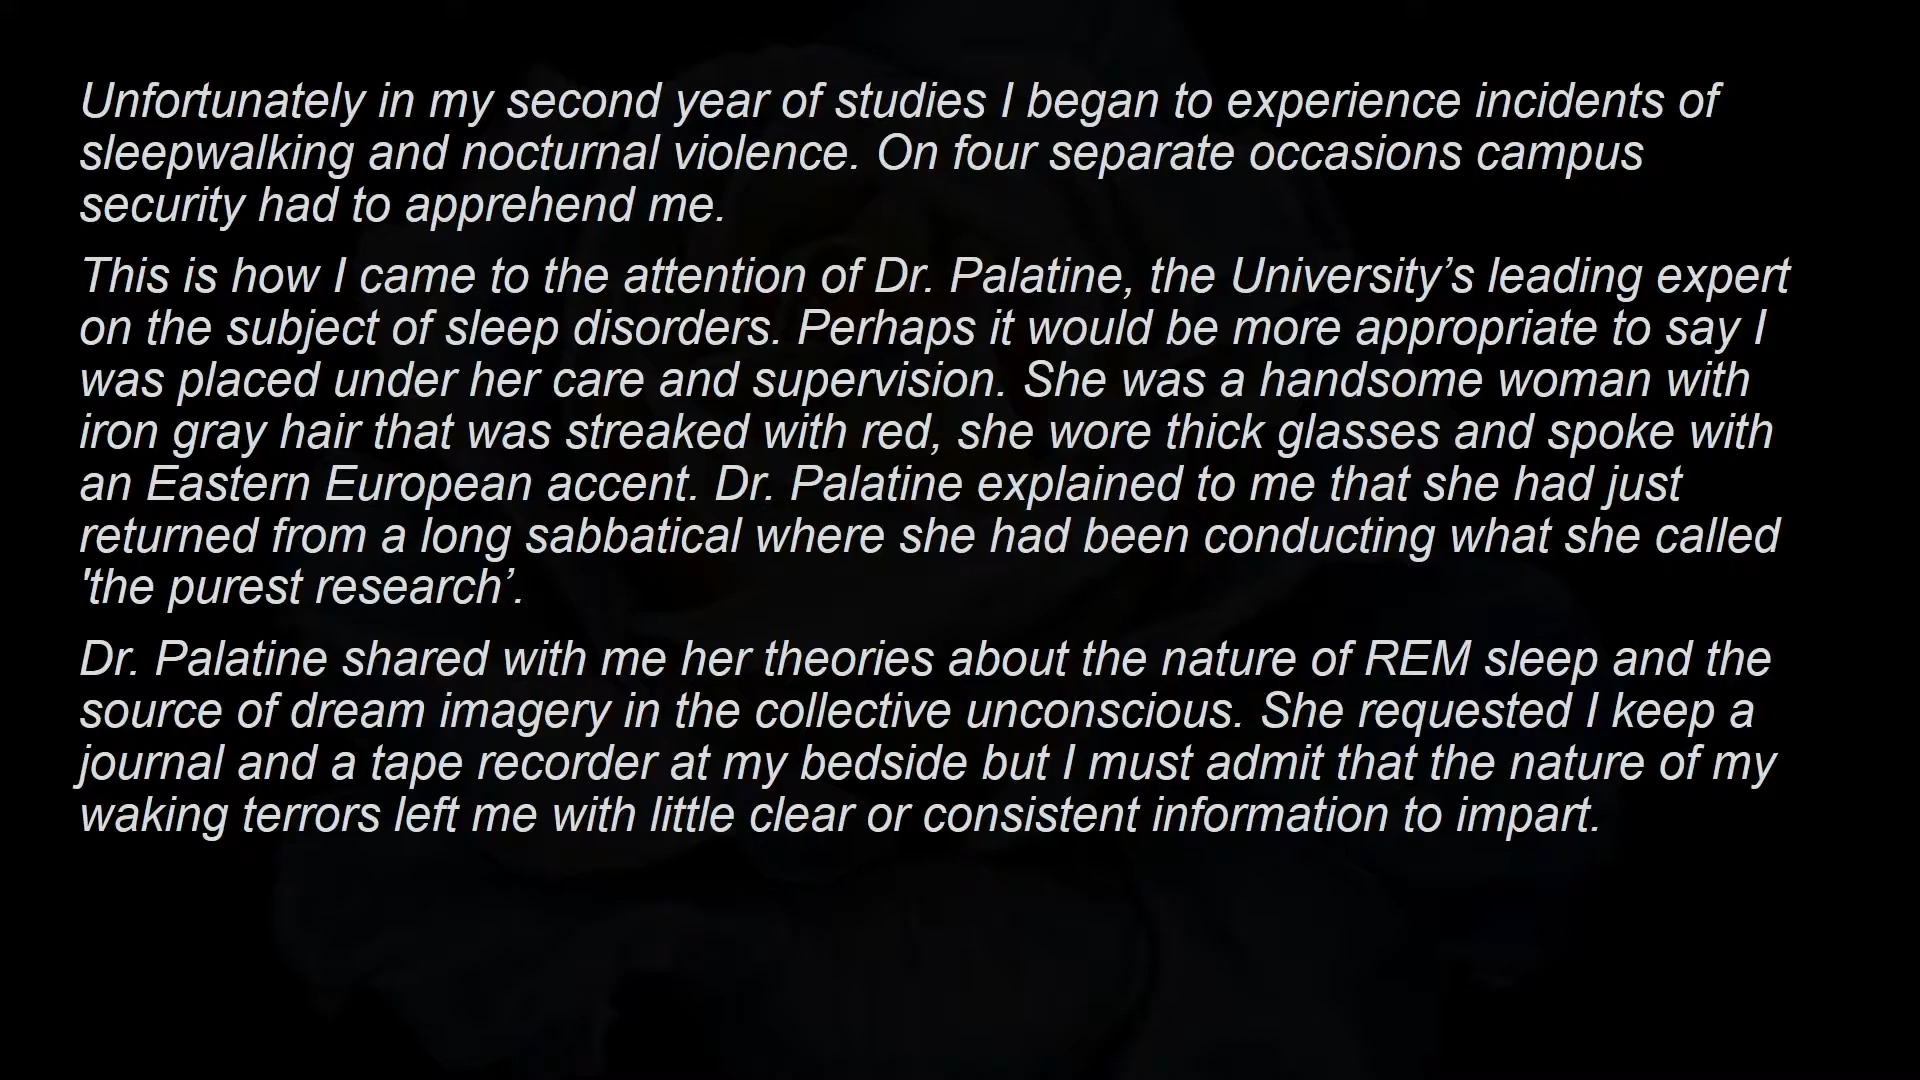 Unfortunately in my second year of studies I began to experience incidents of
sleepwalking and nocturnal violence. On four separate occasions campus
security had to apprehend me.
This is how I came to the attention of Dr. Palatine, the University’s leading expert
on the subject of sleep disorders. Perhaps it would be more appropriate to say I
was placed under her care and supervision. She was a handsome woman with
iron gray hair that was streaked with red, she wore thick glasses and spoke with
an Eastern European accent. Dr. Palatine explained to me that she had just
returned from a long sabbatical where she had been conducting what she called
'the purest research’.
Dr. Palatine shared with me her theories about the nature of REM sleep and the
source of dream imagery in the collective unconscious. She requested I keep a
journal and a tape recorder at my bedside but I must admit that the nature of my
waking terrors left me with little clear or consistent information to impart.